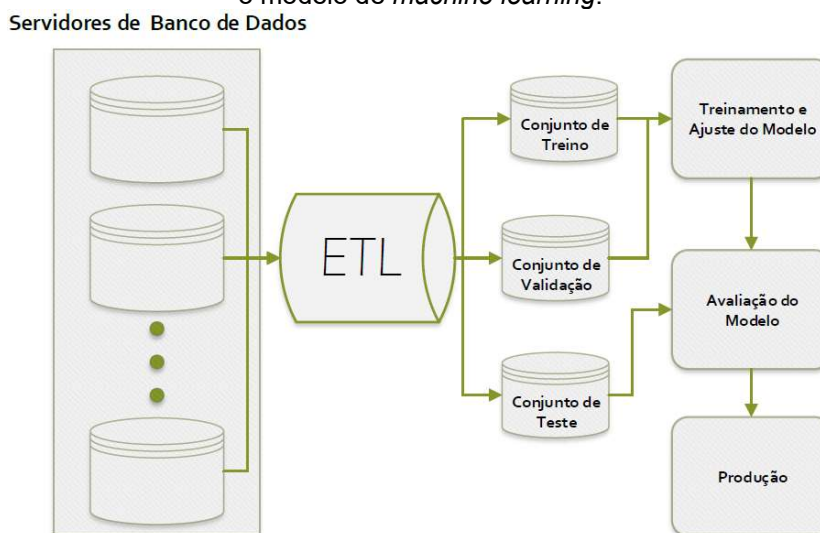 o modelo de machine learning.
Servidores de Banco de Dados
ETL
Conjunto de
Treino
Conjunto de
Validação
Conjunto de
Teste
Treinamento e
Ajuste do Modelo
Avaliação do
Modelo
Produção